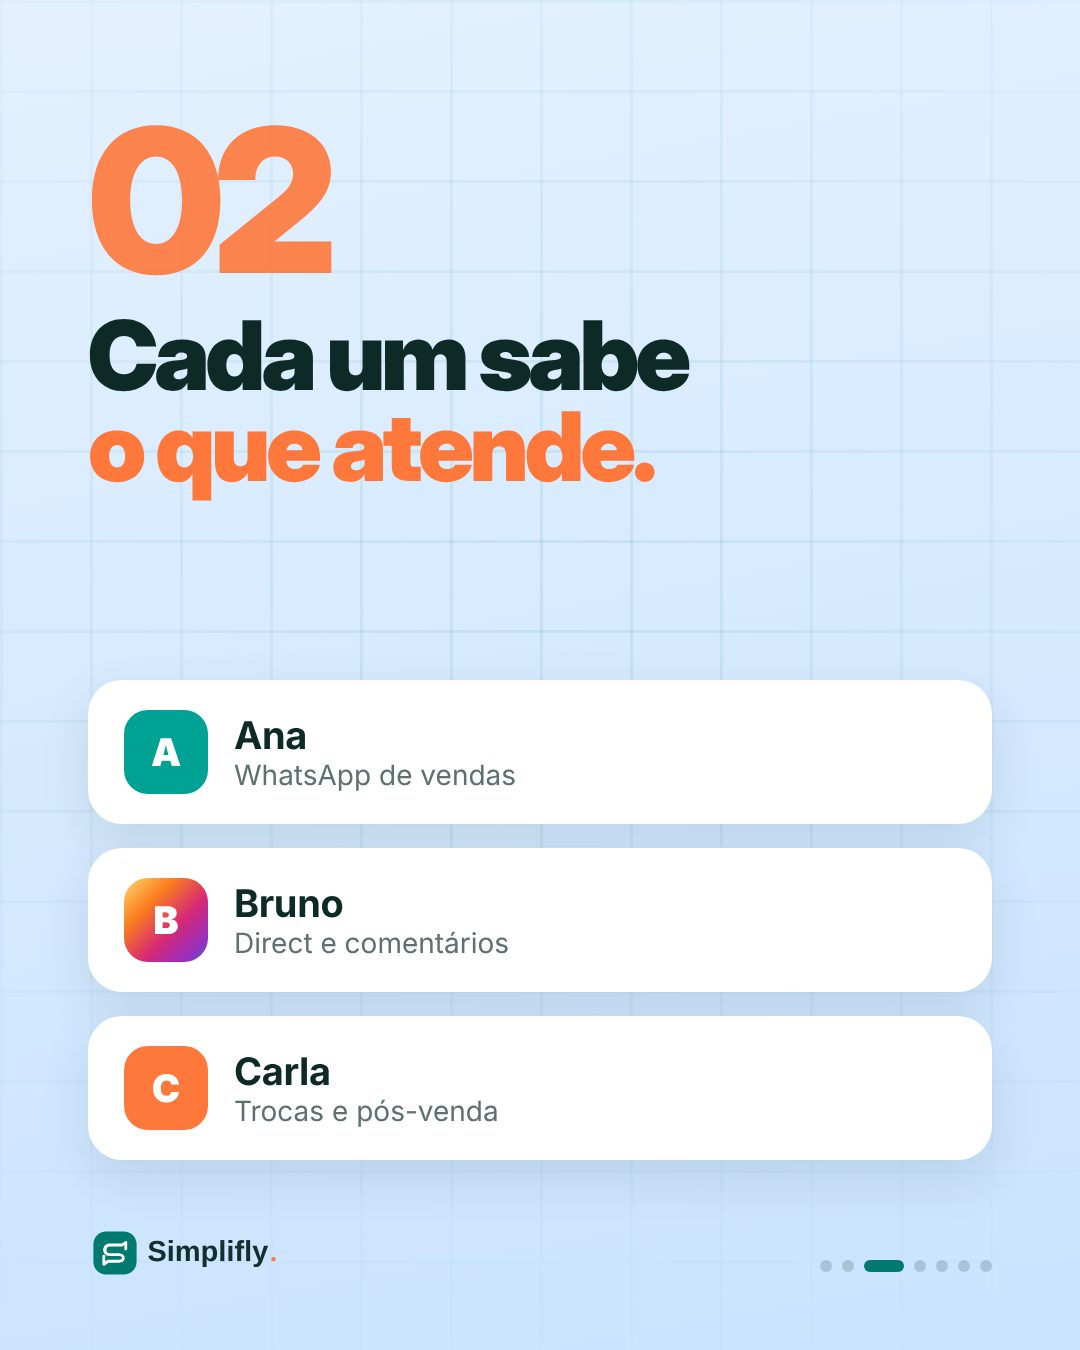 02
Cada um sabe
o que atende.
A
Ana
WhatsApp de vendas
B
Bruno
Direct e comentários
C
Carla
Trocas e pós-venda
Simplifly.